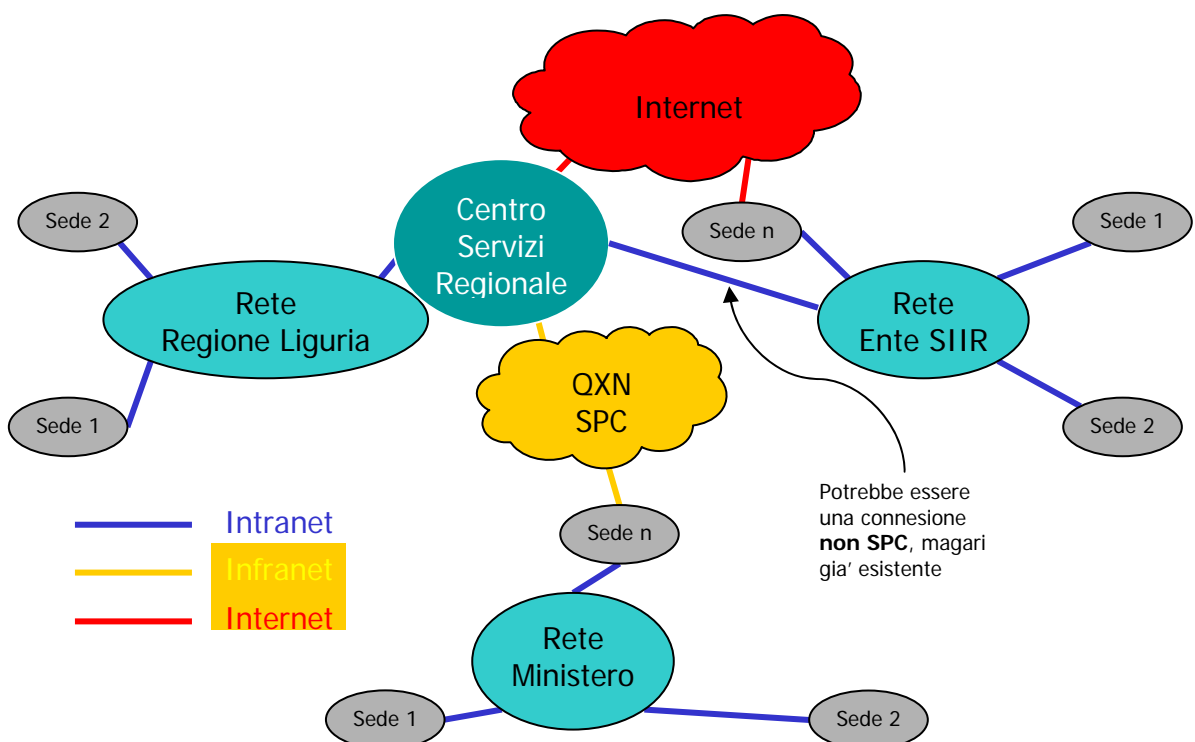 Internet
Centro
Servizi
Regionale
Sede 2
Sede n
Sede 1
Rete
Regione Liguria
Rete
Ente SIIR
QXN
SPC
Sede 1
Sede 2
Potrebbe essere
una connesione
non SPC, magari
gia' esistente
Intranet
Infranet
Internet
Sede n
Rete
Ministero
Sede 1
Sede 2